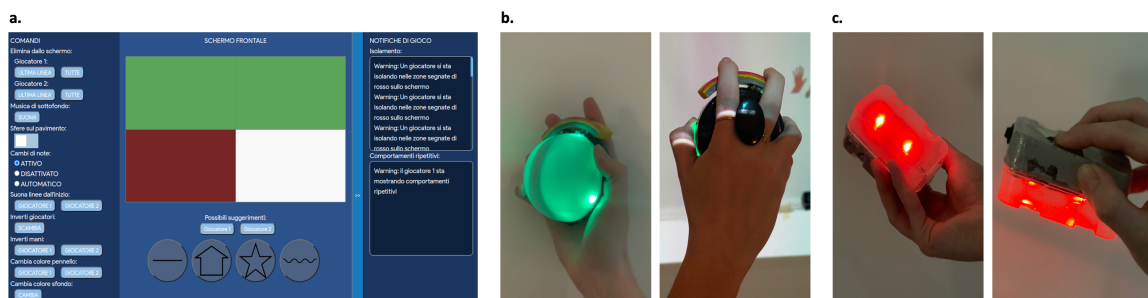 a.
b.
c.
COMANDI
Elimina dallo schermo:
Giocatore 1:
ULTIMA LINEA TUTTE
Giocatore 2:
ULTIMA LINEA TUTTE
Musica di sottofondo:
SUONA
Sfere sul pavimento:
Cambi di note:
ATTIVO
DISATTIVATO
AUTOMATICO
Suona linee dall'inizio:
GIOCATORE 1 GIOCATORE 2
Inverti giocatori:
SCAMBIA
Inverti mani:
GIOCATORE 1 GIOCATORE 2
Cambia colore pennello:
GIOCATORE 1 GIOCATORE 2
Cambia colore sfondo:
CAMBIA
SCHERMO FRONTALE
Possibili suggerimenti:
Giocatore 1 Giocatore 2
>>
NOTIFICHE DI GIOCO
Isolamento:
Warning: Un giocatore si sta
isolando nelle zone segnate di
rosso sullo schermo
Warning: Un giocatore si sta
isolando nelle zone segnate di
rosso sullo schermo
Warning: Un giocatore si sta
isolando nelle zone segnate di
rosso sullo schermo
Comportamenti ripetitivi:
Warning: il giocatore 1 sta
mostrando comportamenti
ripetitivi